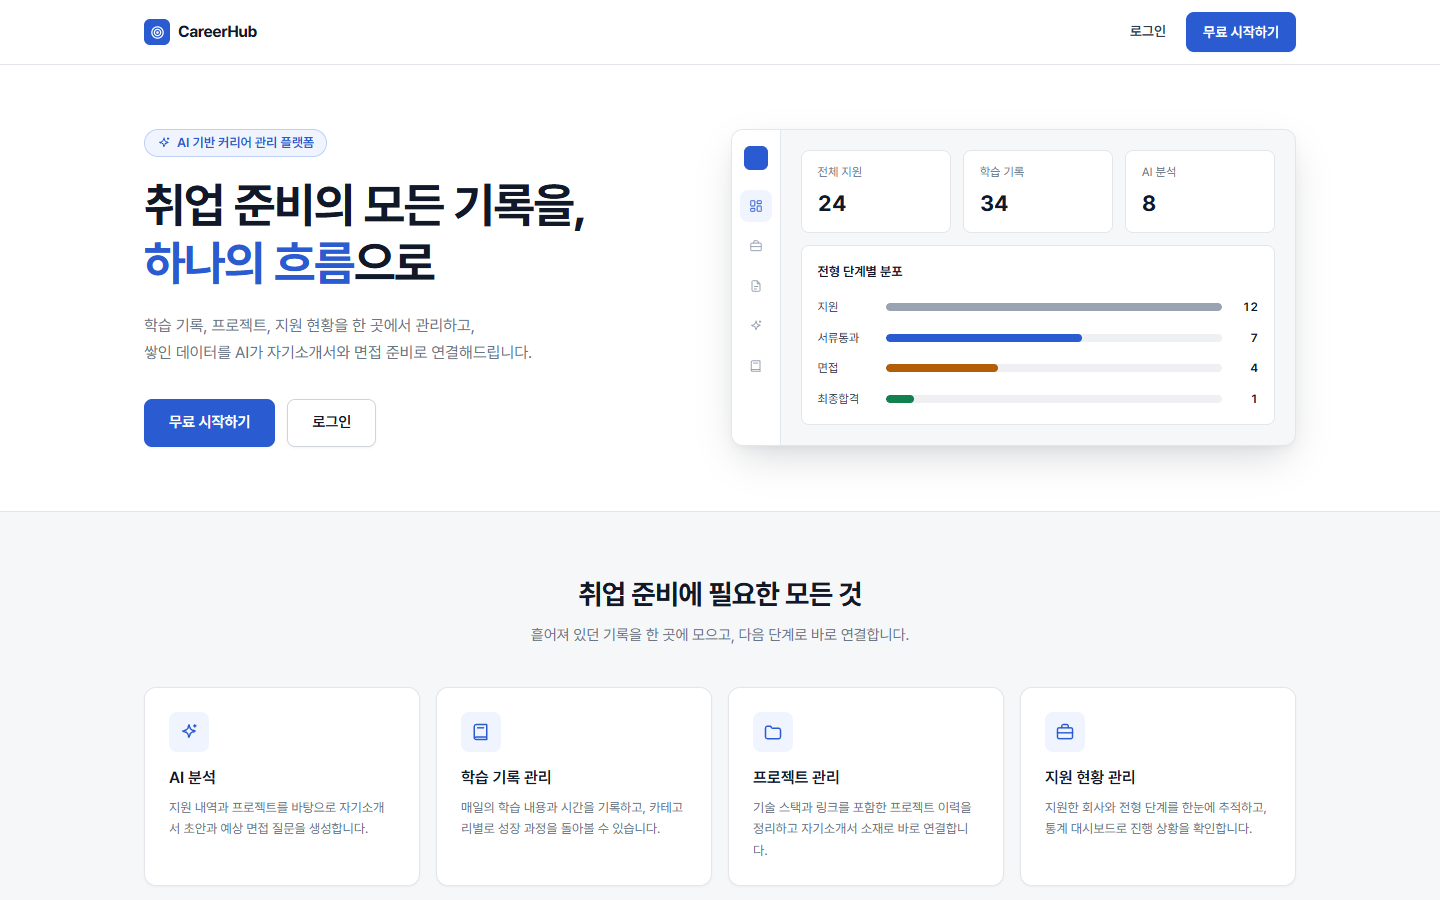 CareerHub
로그인
무료 시작하기
AI 기반 커리어 관리 플랫폼
취업 준비의 모든 기록을,
하나의 흐름으로
학습 기록, 프로젝트, 지원 현황을 한 곳에서 관리하고,
쌓인 데이터를 AI가 자기소개서와 면접 준비로 연결해드립니다.
무료 시작하기
로그인
전체 지원
24
학습 기록
34
AI 분석
8
전형 단계별 분포
지원 12
서류통과 7
면접 4
최종합격 1
취업 준비에 필요한 모든 것
흩어져 있던 기록을 한 곳에 모으고, 다음 단계로 바로 연결합니다.
AI 분석
지원 내역과 프로젝트를 바탕으로 자기소개
서 초안과 예상 면접 질문을 생성합니다.
학습 기록 관리
매일의 학습 내용과 시간을 기록하고, 카테고
리별로 성장 과정을 돌아볼 수 있습니다.
프로젝트 관리
기술 스택과 링크를 포함한 프로젝트 이력을
정리하고 자기소개서 소재로 바로 연결합니
다.
지원 현황 관리
지원한 회사와 전형 단계를 한눈에 추적하고,
통계 대시보드로 진행 상황을 확인합니다.